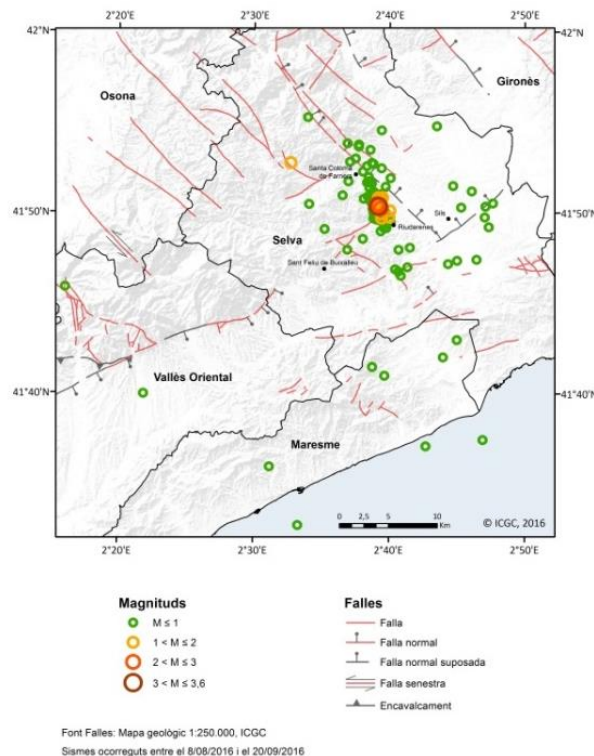 2°20'E 2°30'E 2°40'E 2°50'E
42°N 42°N
Osona
Gironès
Santa Coloma
de Farners
41°50'N 41°50'N
Sils
Riudarenes
Selva
Sant Feliu de Buixalleu
Vallès Oriental
41°40'N 41°40'N
Maresme
0 2,5 5 10
Km
© ICGC, 2016
2°20'E 2°30'E 2°40'E 2°50'E
Magnituds
M ≤ 1
1 < M ≤ 2
2 < M ≤ 3
3 < M ≤ 3,6
Falles
Falla
Falla normal
Falla normal suposada
Falla senestra
Encavalcament
Font Falles: Mapa geològic 1:250.000, ICGC
Sismes ocorreguts entre el 8/08/2016 i el 20/09/2016